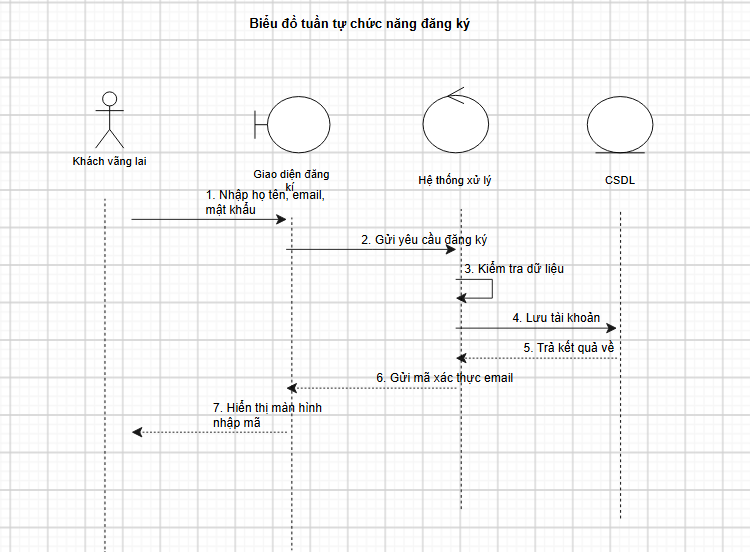 Biểu đồ tuần tự chức năng đăng ký
Khách vãng lai
Giao diện đăng
kí
Hệ thống xử lý
CSDL
1. Nhập họ tên, email,
mật khẩu
2. Gửi yêu cầu đăng ký
3. Kiểm tra dữ liệu
4. Lưu tài khoản
5. Trả kết quả về
6. Gửi mã xác thực email
7. Hiển thị màn hình
nhập mã